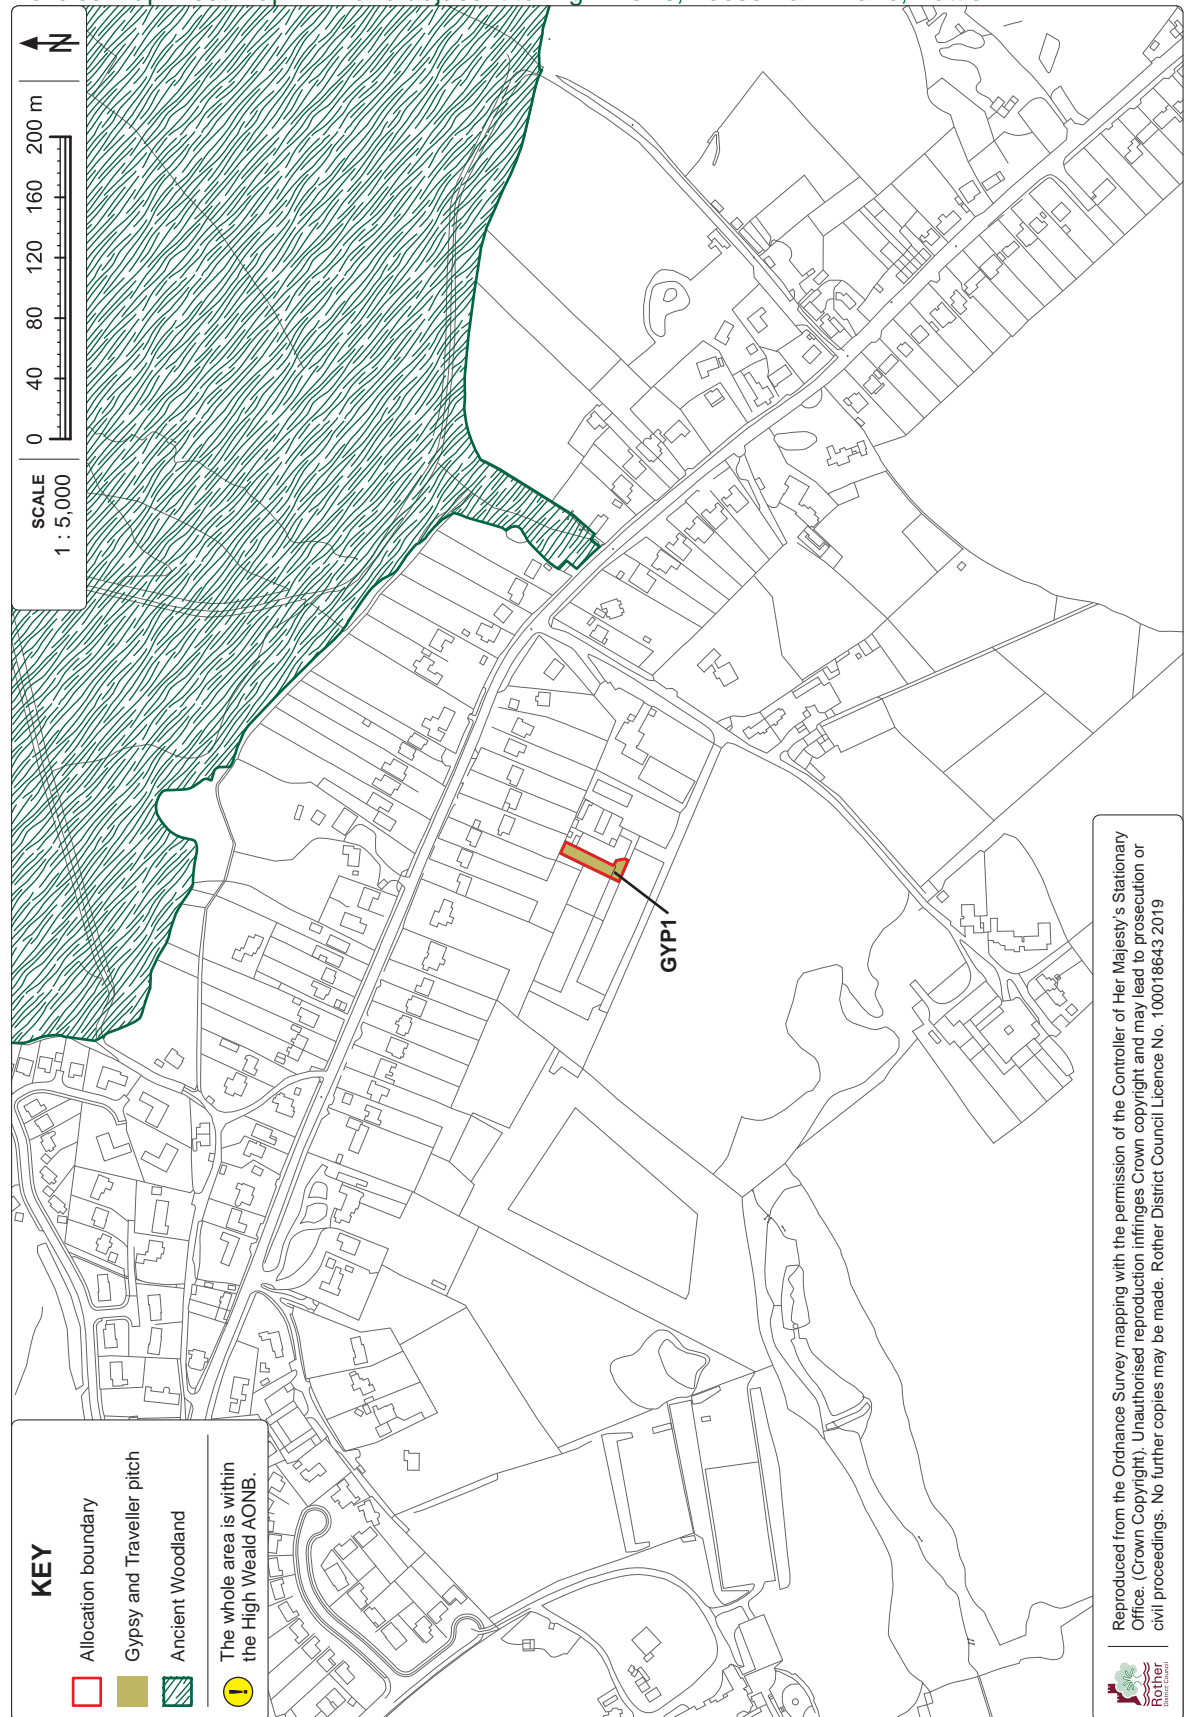 KEY
Allocation boundary
Gypsy and Traveller pitch
Ancient Woodland
!
The whole area is within
the High Weald AONB.
SCALE
1 : 5,000
0 40 80 120 160 200 m
N
GYP1
Rother
District Council
Reproduced from the Ordnance Survey mapping with the permission of the Controller of Her Majesty's Stationary
Office. (Crown Copyright). Unauthorised reproduction infringes Crown copyright and may lead to prosecution or
civil proceedings. No further copies may be made. Rother District Council Licence No. 100018643 2019